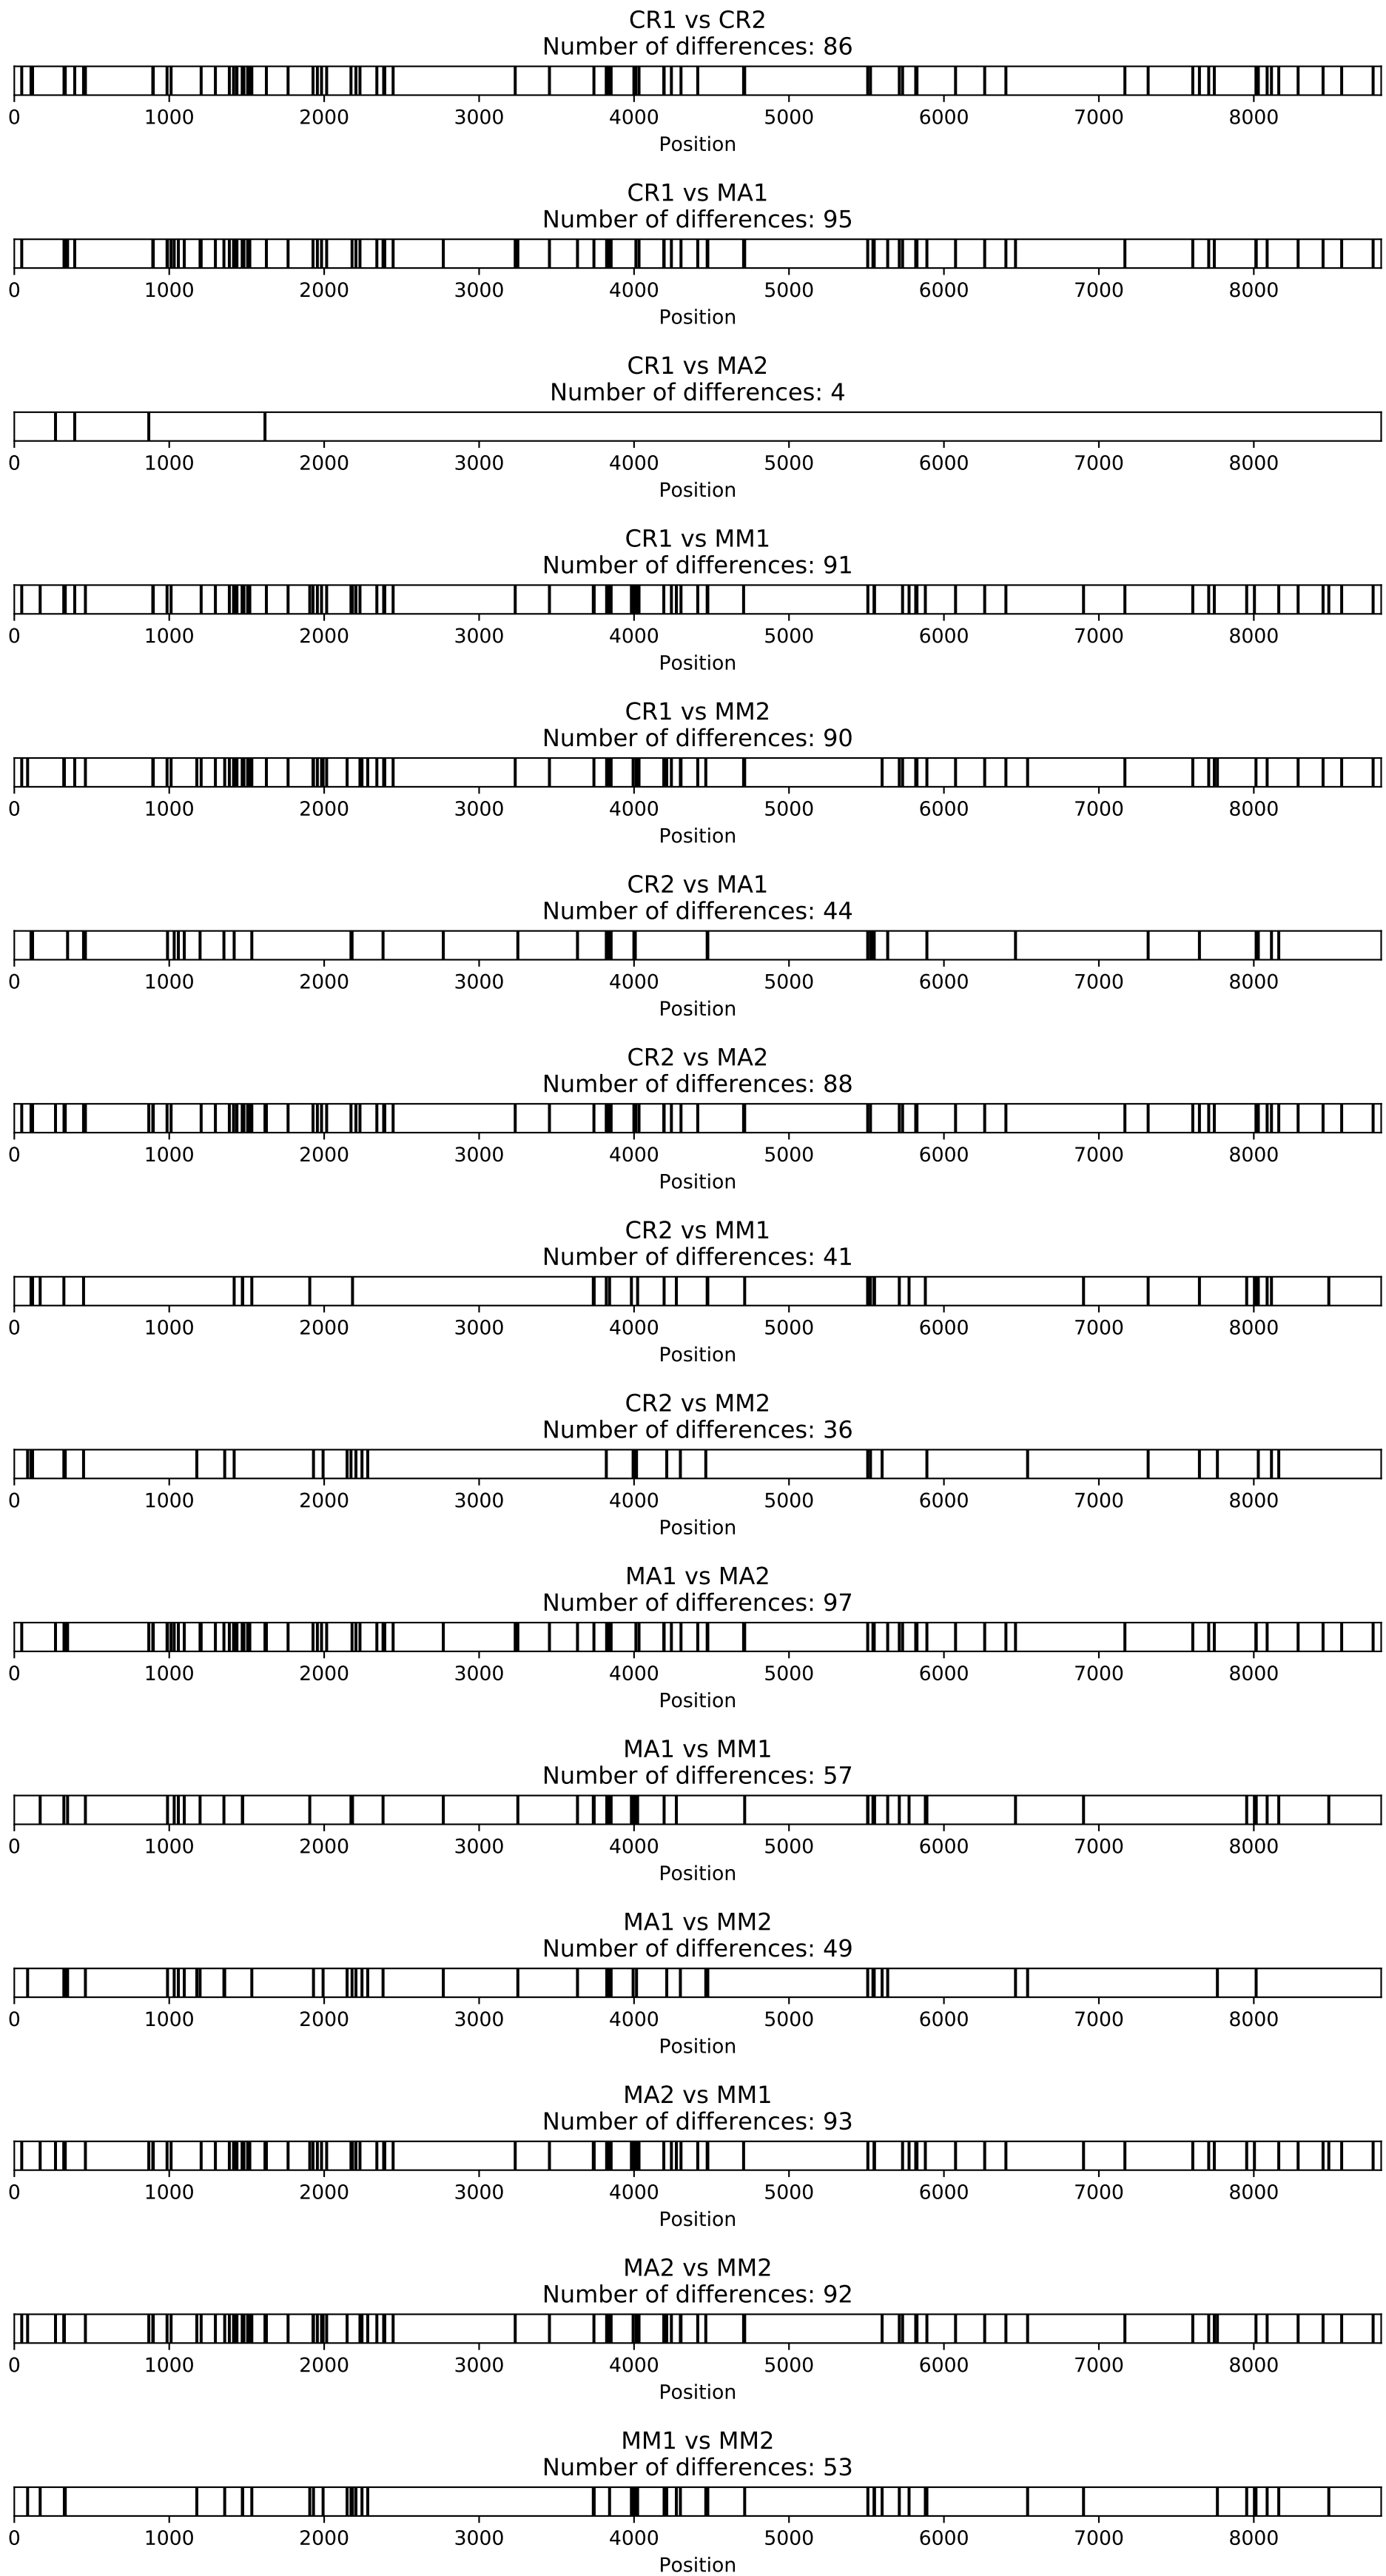 CR1 vs CR2
Number of differences: 86
0 1000 2000 3000 4000 5000 6000 7000 8000
Position
CR1 vs MA1
Number of differences: 95
0 1000 2000 3000 4000 5000 6000 7000 8000
Position
CR1 vs MA2
Number of differences: 4
0 1000 2000 3000 4000 5000 6000 7000 8000
Position
CR1 vs MM1
Number of differences: 91
0 1000 2000 3000 4000 5000 6000 7000 8000
Position
CR1 vs MM2
Number of differences: 90
0 1000 2000 3000 4000 5000 6000 7000 8000
Position
CR2 vs MA1
Number of differences: 44
0 1000 2000 3000 4000 5000 6000 7000 8000
Position
CR2 vs MA2
Number of differences: 88
0 1000 2000 3000 4000 5000 6000 7000 8000
Position
CR2 vs MM1
Number of differences: 41
0 1000 2000 3000 4000 5000 6000 7000 8000
Position
CR2 vs MM2
Number of differences: 36
0 1000 2000 3000 4000 5000 6000 7000 8000
Position
MA1 vs MA2
Number of differences: 97
0 1000 2000 3000 4000 5000 6000 7000 8000
Position
MA1 vs MM1
Number of differences: 57
0 1000 2000 3000 4000 5000 6000 7000 8000
Position
MA1 vs MM2
Number of differences: 49
0 1000 2000 3000 4000 5000 6000 7000 8000
Position
MA2 vs MM1
Number of differences: 93
0 1000 2000 3000 4000 5000 6000 7000 8000
Position
MA2 vs MM2
Number of differences: 92
0 1000 2000 3000 4000 5000 6000 7000 8000
Position
MM1 vs MM2
Number of differences: 53
0 1000 2000 3000 4000 5000 6000 7000 8000
Position